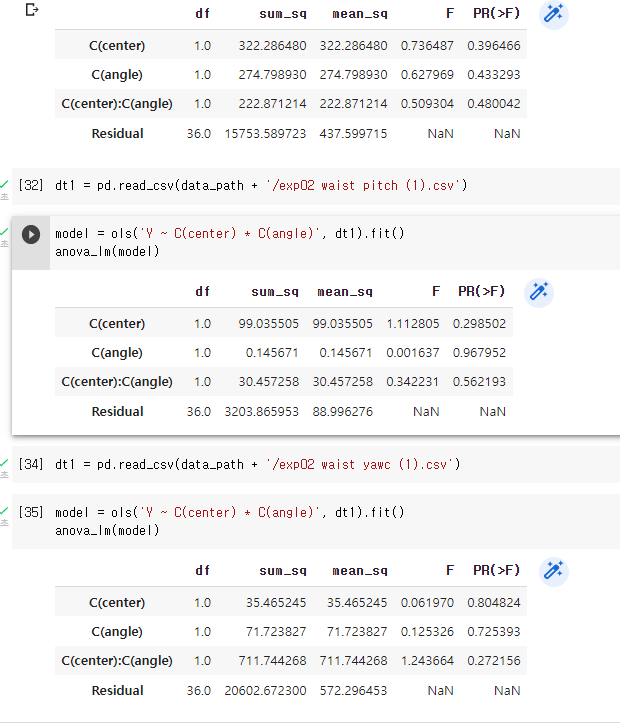 df sum_sq mean_sq F PR(>F)
C(center) 1.0 322.286480 322.286480 0.736487 0.396466
C(angle) 1.0 274.798930 274.798930 0.627969 0.433293
C(center):C(angle) 1.0 222.871214 222.871214 0.509304 0.480042
Residual 36.0 15753.589723 437.599715 NaN NaN
[32] dt1 = pd.read_csv(data_path + '/exp02 waist pitch (1).csv')
초
model = ols('Y ~ C(center) * C(angle)', dt1).fit()
초 anova_lm(model)
df sum_sq mean_sq F PR(>F)
C(center) 1.0 99.035505 99.035505 1.112805 0.298502
C(angle) 1.0 0.145671 0.145671 0.001637 0.967952
C(center):C(angle) 1.0 30.457258 30.457258 0.342231 0.562193
Residual 36.0 3203.865953 88.996276 NaN NaN
[34] dt1 = pd.read_csv(data_path + '/exp02 waist yawc (1).csv')
초
[35] model = ols('Y ~ C(center) * C(angle)', dt1).fit()
초 anova_lm(model)
df sum_sq mean_sq F PR(>F)
C(center) 1.0 35.465245 35.465245 0.061970 0.804824
C(angle) 1.0 71.723827 71.723827 0.125326 0.725393
C(center):C(angle) 1.0 711.744268 711.744268 1.243664 0.272156
Residual 36.0 20602.672300 572.296453 NaN NaN